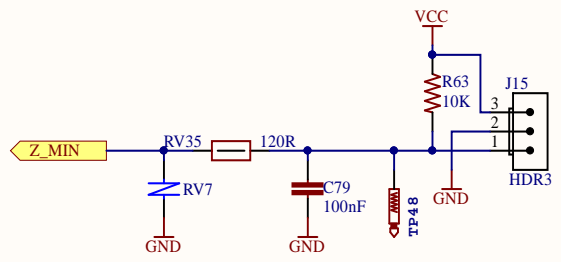 VCC
R63
10K
J15
3
2
1
HDR3
Z_MIN
RV35
120R
RV7
C79
100nF
TP48
GND
GND
GND